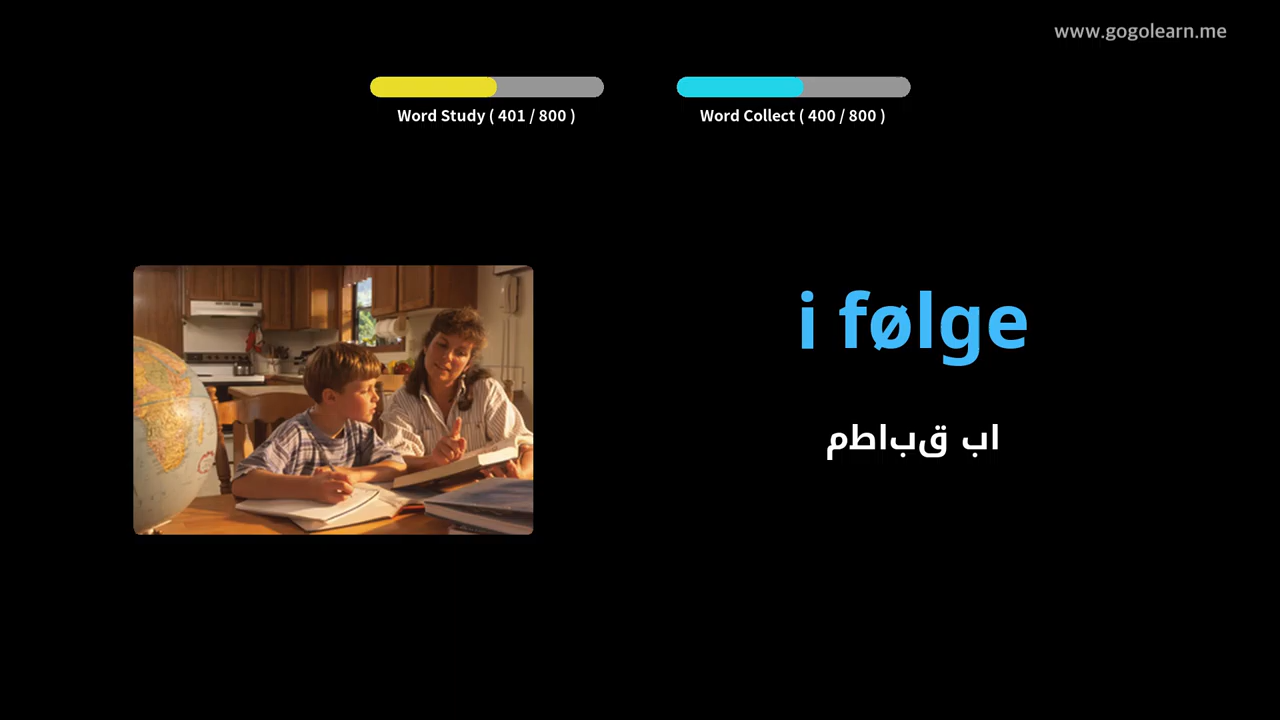 www.gogolearn.me
Word Study ( 401 / 800 )
Word Collect ( 400 / 800 )
i følge
اب قباطم